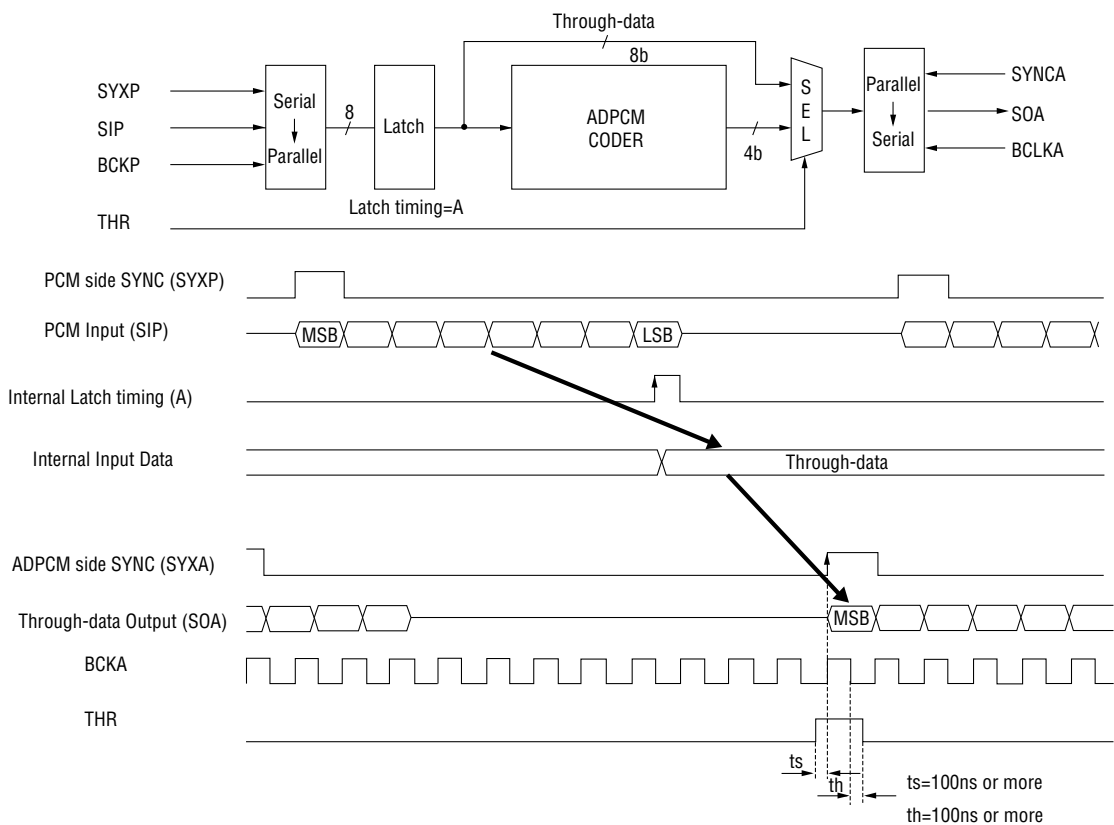 Through-data
8b
SYXP
SIP
BCKP
THR
Serial
Parallel
8
Latch
Latch timing=A
ADPCM
CODER
4b
S
E
L
Parallel
Serial
SYNCA
SOA
BCLKA
PCM side SYNC (SYXP)
PCM Input (SIP)
MSB
LSB
Internal Latch timing (A)
Internal Input Data
Through-data
ADPCM side SYNC (SYXA)
Through-data Output (SOA)
MSB
BCKA
THR
ts
th
ts=100ns or more
th=100ns or more